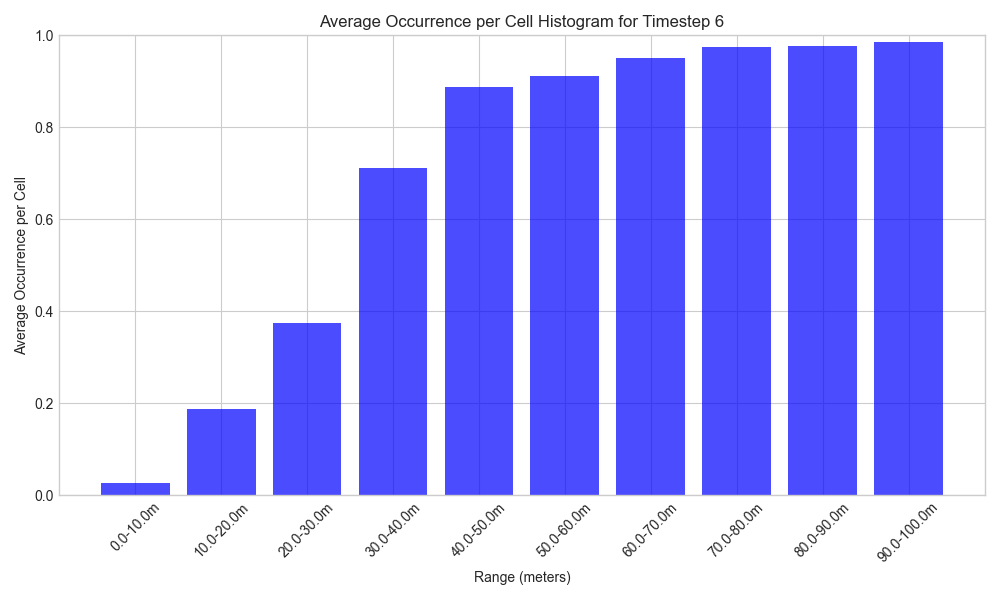 Average Occurrence per Cell Histogram for Timestep 6
Average Occurrence per Cell
1.0
0.8
0.6
0.4
0.2
0.0
0.0-10.0m
10.0-20.0m
20.0-30.0m
30.0-40.0m
40.0-50.0m
50.0-60.0m
60.0-70.0m
70.0-80.0m
80.0-90.0m
90.0-100.0m
Range (meters)